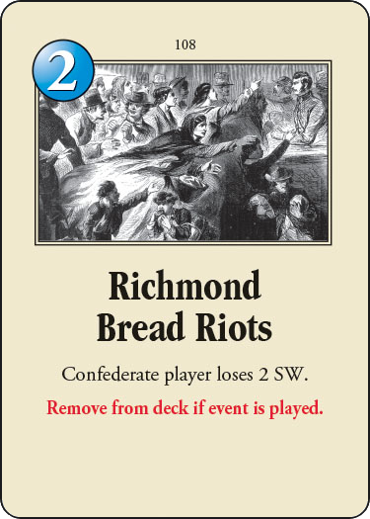 108
2
Richmond
Bread Riots
Confederate player loses 2 SW.
Remove from deck if event is played.